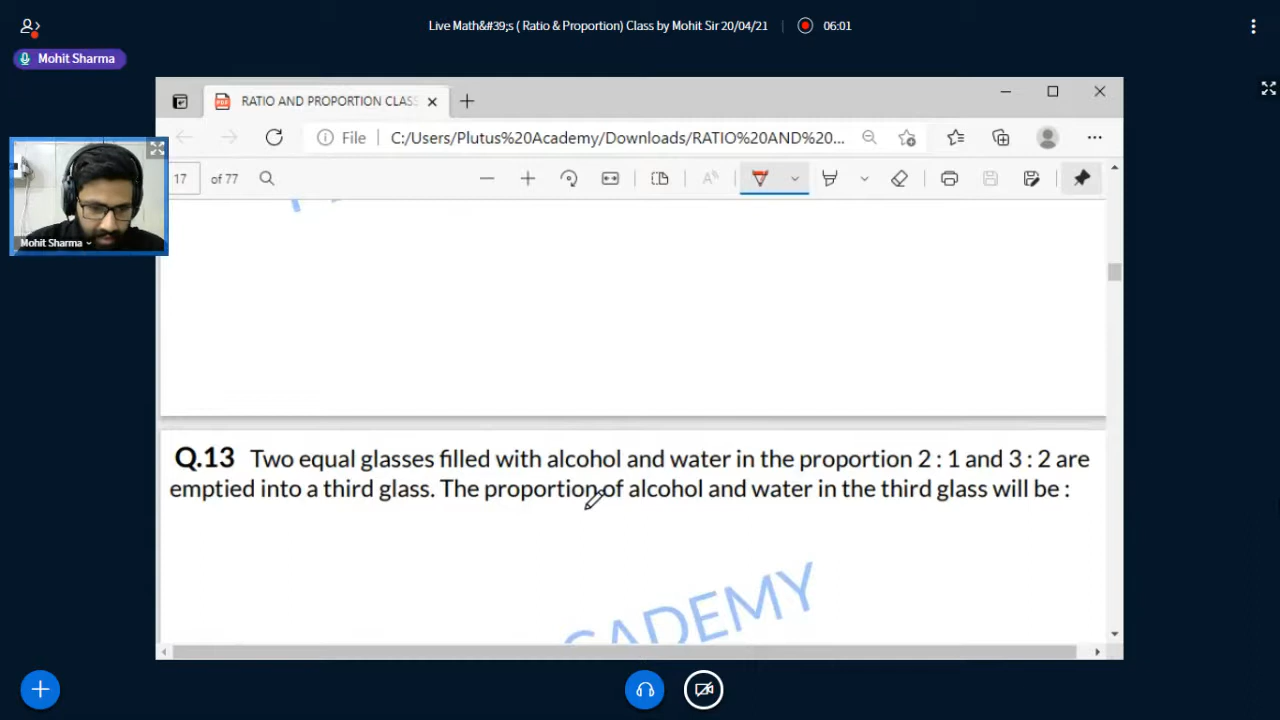 Live Math&#39;s ( Ratio & Proportion) Class by Mohit Sir 20/04/21
06:01
Mohit Sharma
RATIO AND PROPORTION CLAS
File
C:/Users/Plutus%20Academy/Downloads/RATIO%20AND%20...
17
of 77
Mohit Sharma
Q.13 Two equal glasses filled with alcohol and water in the proportion 2 : 1 and 3 : 2 are
emptied into a third glass. The proportion of alcohol and water in the third glass will be :
CADEMY